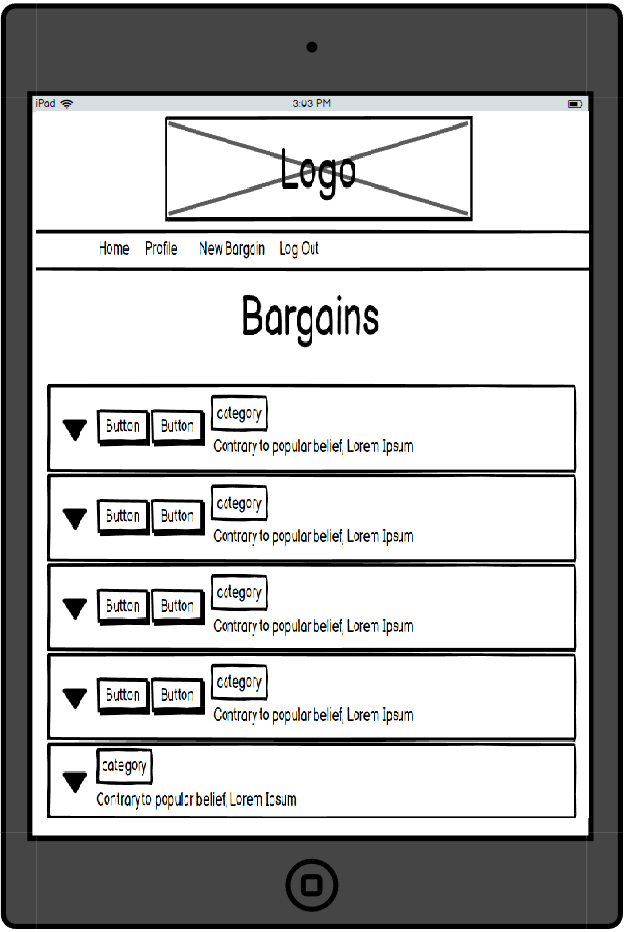 iPad 3:03 PM
Logo
Home Profile New Bargain Log Out
Bargains
category
Button Button
Contrary to popular belief, Lorem Ipsum
category
Button Button
Contrary to popular belief, Lorem Ipsum
category
Button Button
Contrary to popular belief, Lorem Ipsum
category
Button Button
Contrary to popular belief, Lorem Ipsum
category
Contrary to popular belief, Lorem Ipsum